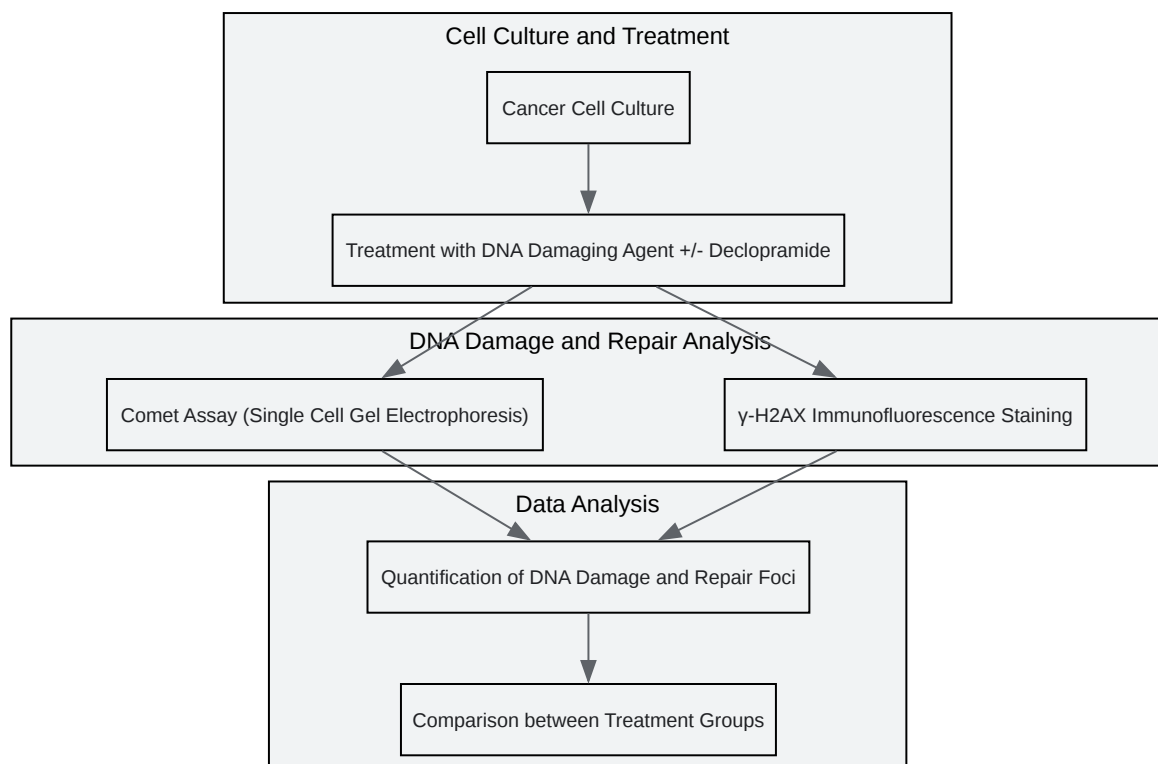 Cell Culture and Treatment
Cancer Cell Culture
Treatment with DNA Damaging Agent +/- Declopramide
DNA Damage and Repair Analysis
Comet Assay (Single Cell Gel Electrophoresis)
γ-H2AX Immunofluorescence Staining
Data Analysis
Quantification of DNA Damage and Repair Foci
Comparison between Treatment Groups